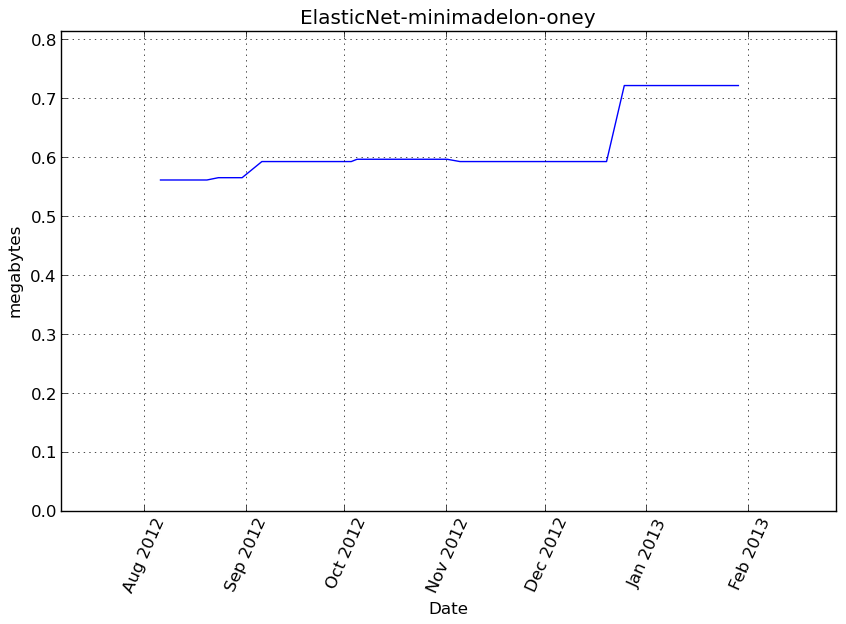 ElasticNet-minimadelon-oney
0.8
0.7
0.6
0.5
0.4
0.3
0.2
0.1
0.0
megabytes
Aug 2012
Sep 2012
Oct 2012
Nov 2012
Dec 2012
Jan 2013
Feb 2013
Date